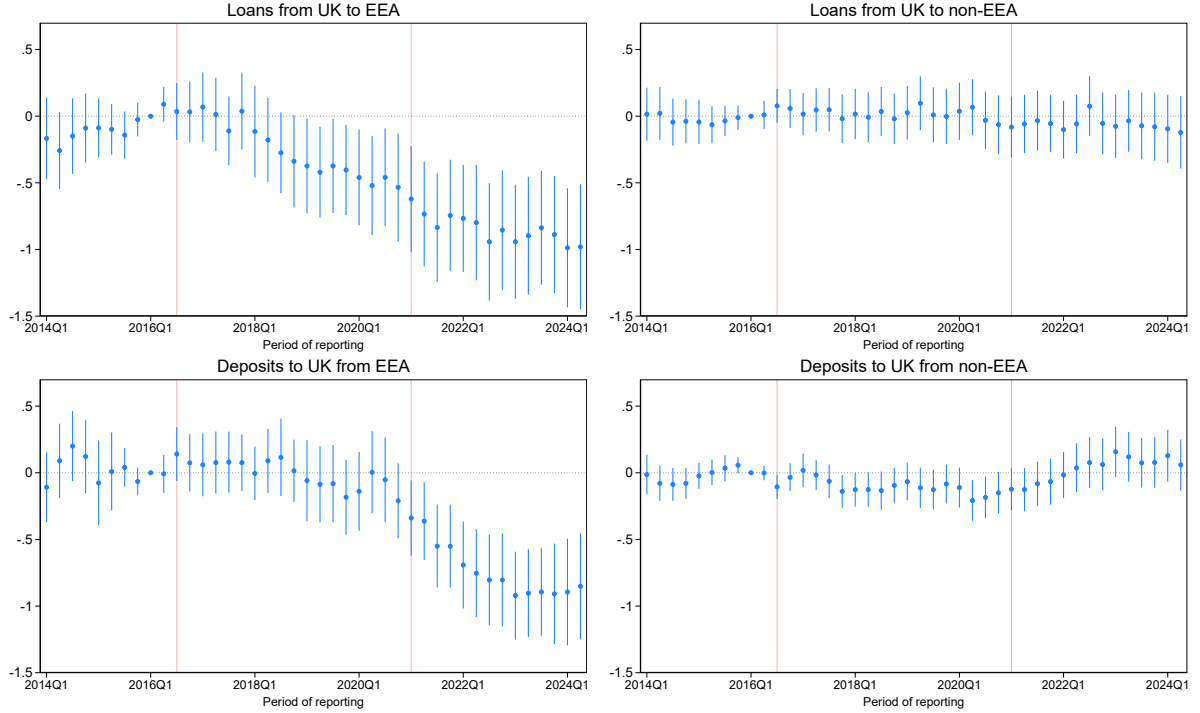 Loans from UK to EEA
.5
0
-.5
-1
-1.5
2014Q1 2016Q1 2018Q1 2020Q1 2022Q1 2024Q1
Period of reporting
Loans from UK to non-EEA
.5
0
-.5
-1
-1.5
2014Q1 2016Q1 2018Q1 2020Q1 2022Q1 2024Q1
Period of reporting
Deposits to UK from EEA
.5
0
-.5
-1
-1.5
2014Q1 2016Q1 2018Q1 2020Q1 2022Q1 2024Q1
Period of reporting
Deposits to UK from non-EEA
.5
0
-.5
-1
-1.5
2014Q1 2016Q1 2018Q1 2020Q1 2022Q1 2024Q1
Period of reporting